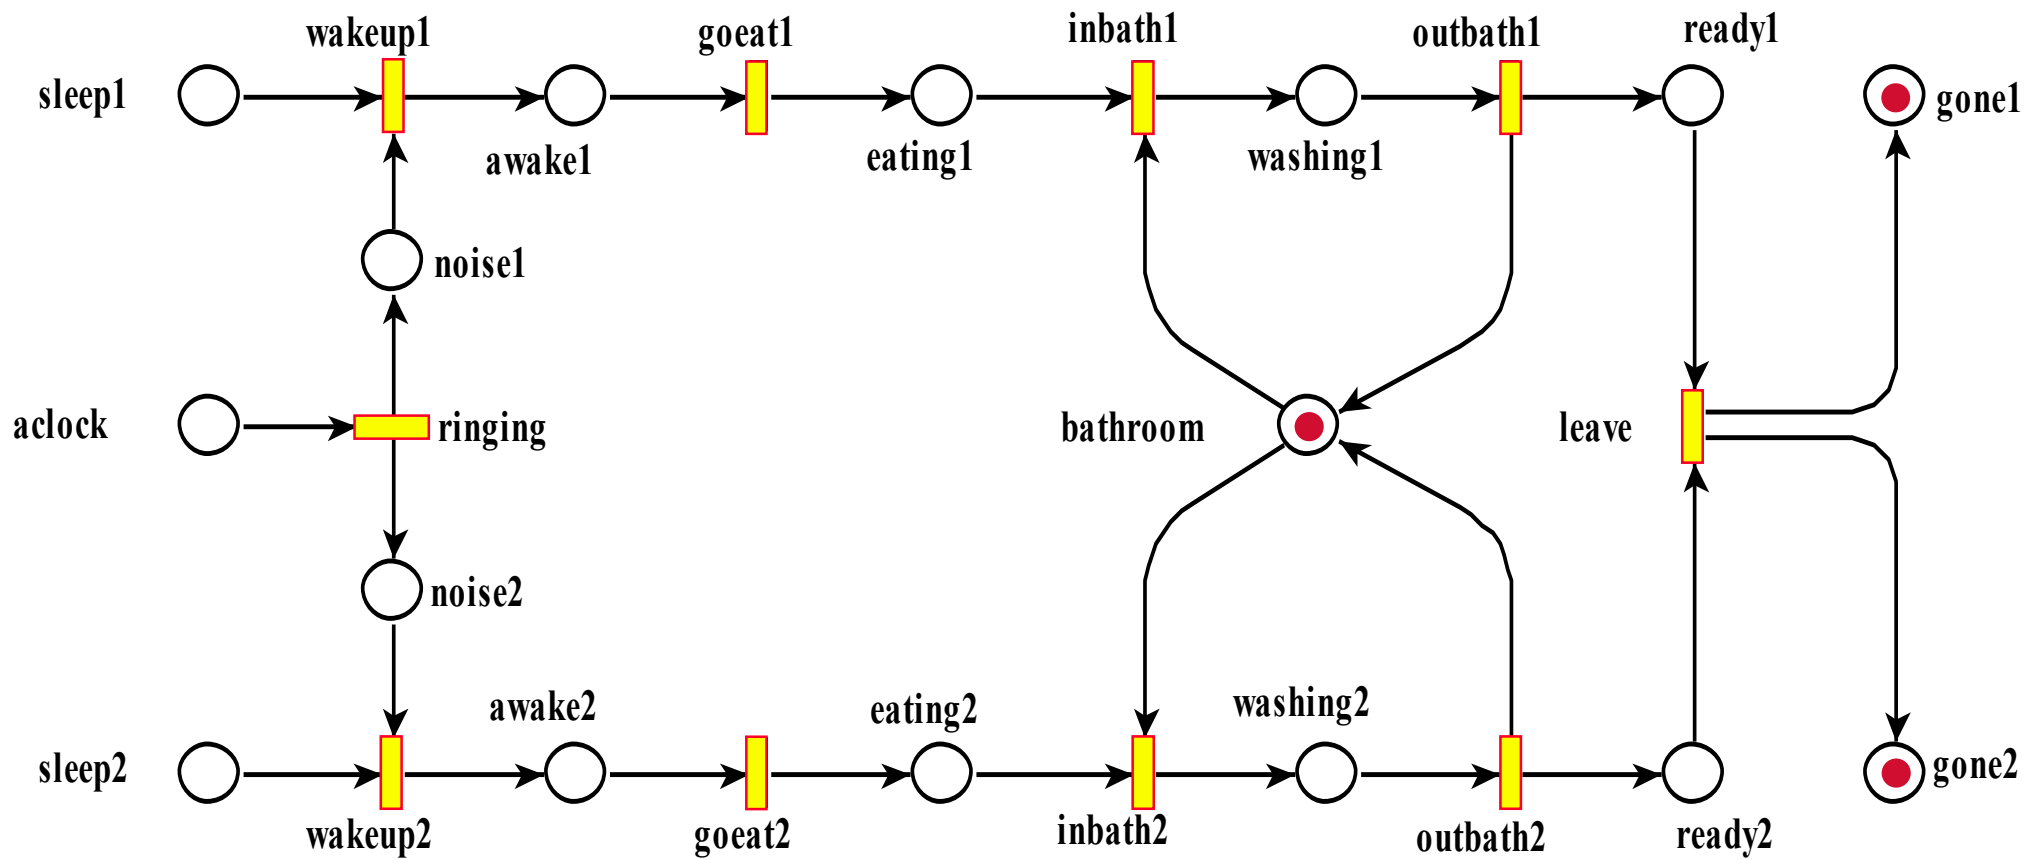 wakeup1
goeat1
inbath1
outbath1
ready1
sleep1
gone1
awake1
eating1
washing1
noise1
aclock
ringing
bathroom
leave
noise2
awake2
eating2
washing2
sleep2
gone2
wakeup2
goeat2
inbath2
outbath2
ready2